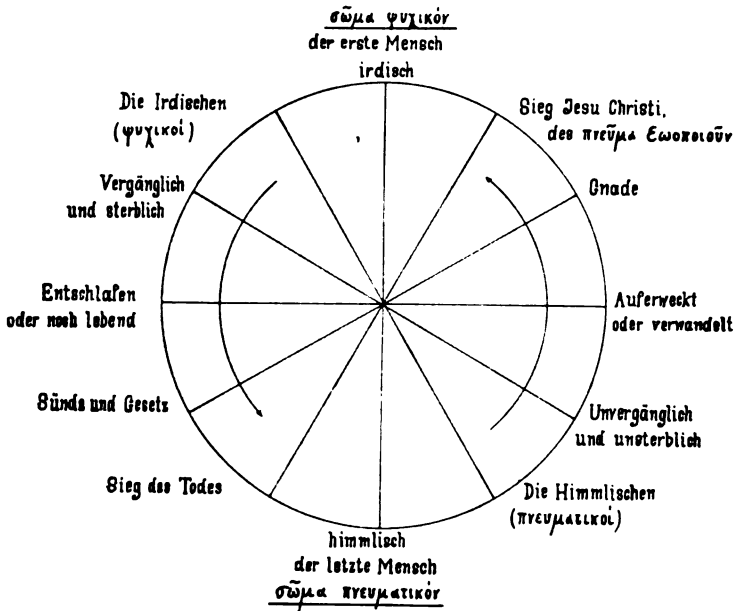 σῶμα ψυχικόν
der erste Mensch
irdisch
Die Irdischen
(ψυχικοί)
Sieg Jesu Christi,
des πνεῦμα ζωοποιοῦν
Vergänglich
und sterblich
Gnade
Entschlafen
oder noch lebend
Auferweckt
oder verwandelt
Sünde und Gesetz
Unvergänglich
und unsterblich
Sieg des Todes
Die Himmlischen
(πνευματικοί)
himmlisch
der letzte Mensch
σῶμα πνευματικόν